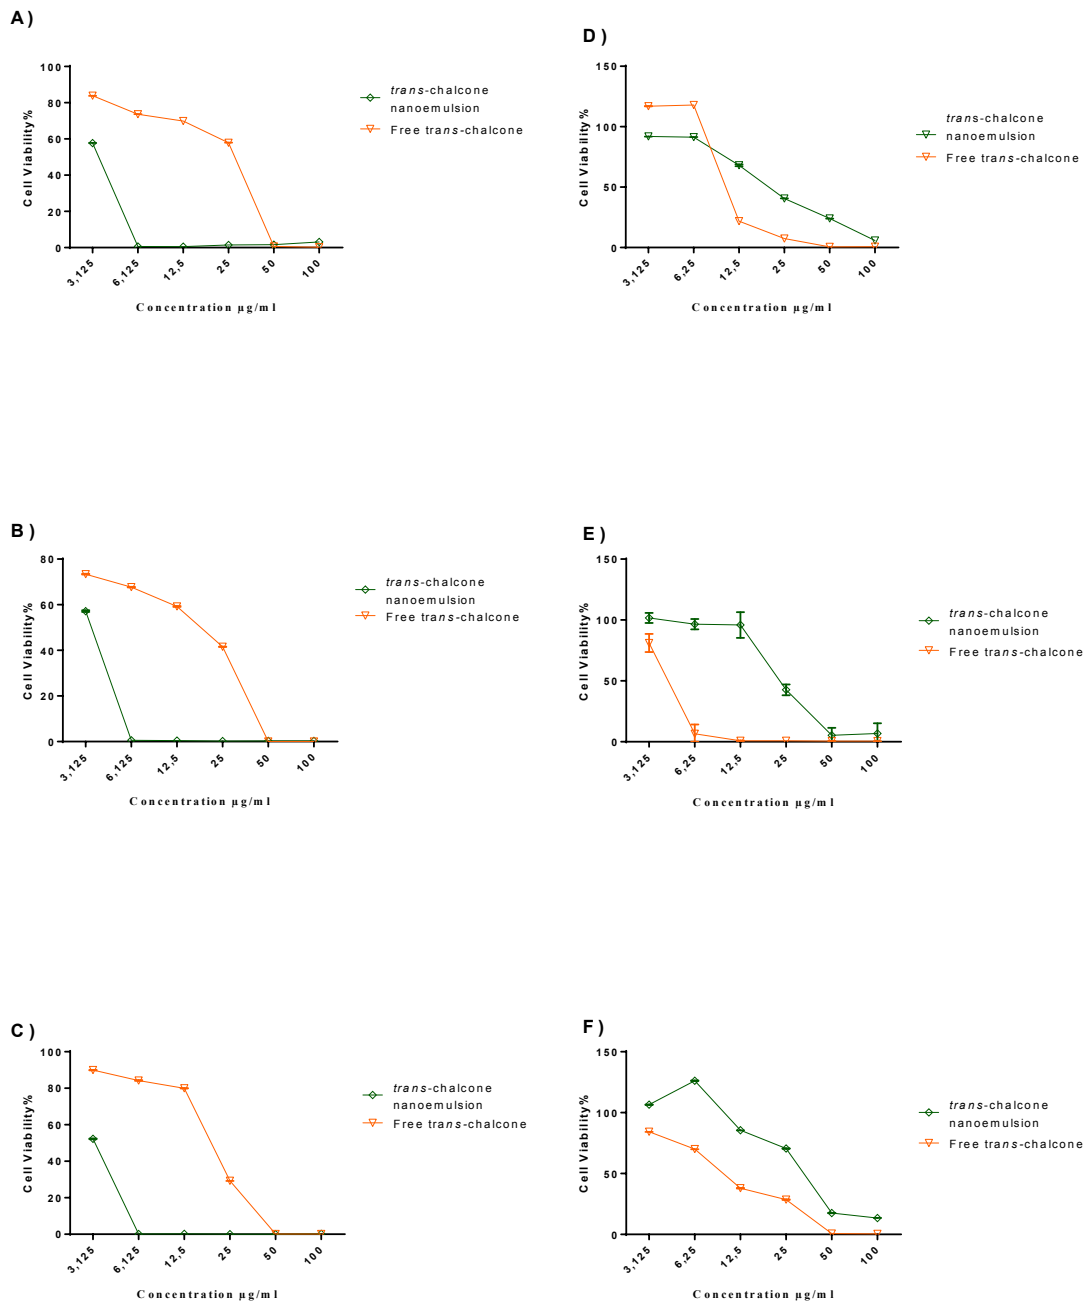 A)
Cell Viability%
100
80
60
40
20
0
3,125
6,125
12,5
25
50
100
Concentration µg/ml
trans-chalcone
nanoemulsion
Free trans-chalcone
D)
Cell Viability%
150
100
50
0
3,125
6,25
12,5
25
50
100
Concentration µg/ml
trans-chalcone
nanoemulsion
Free trans-chalcone
B)
Cell Viability%
80
60
40
20
0
3,125
6,125
12,5
25
50
100
Concentration µg/ml
trans-chalcone
nanoemulsion
Free trans-chalcone
E)
Cell Viability%
150
100
50
0
3,125
6,25
12,5
25
50
100
Concentration µg/ml
trans-chalcone
nanoemulsion
Free trans-chalcone
C)
Cell Viability%
100
80
60
40
20
0
3,125
6,125
12,5
25
50
100
Concentration µg/ml
trans-chalcone
nanoemulsion
Free trans-chalcone
F)
Cell Viability%
150
100
50
0
3,125
6,25
12,5
25
50
100
Concentration µg/ml
trans-chalcone
nanoemulsion
Free trans-chalcone